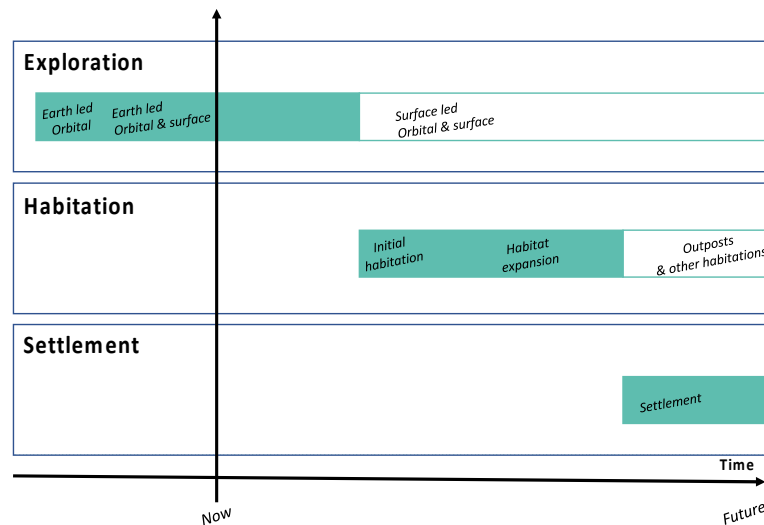 Exploration
Earth led
Orbital
Earth led
Orbital & surface
Surface led
Orbital & surface
Habitation
Initial
habitation
Habitat
expansion
Outposts
& other habitations
Settlement
Settlement
Time
Now
Future